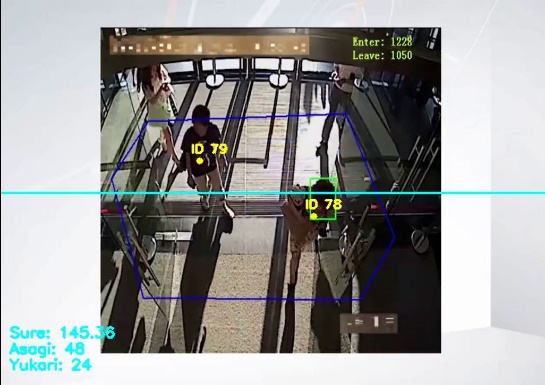 Enter: 1228
Leave: 1050
ID 79
ID 78
Sure: 145.36
Asagi: 48
Yukari: 24